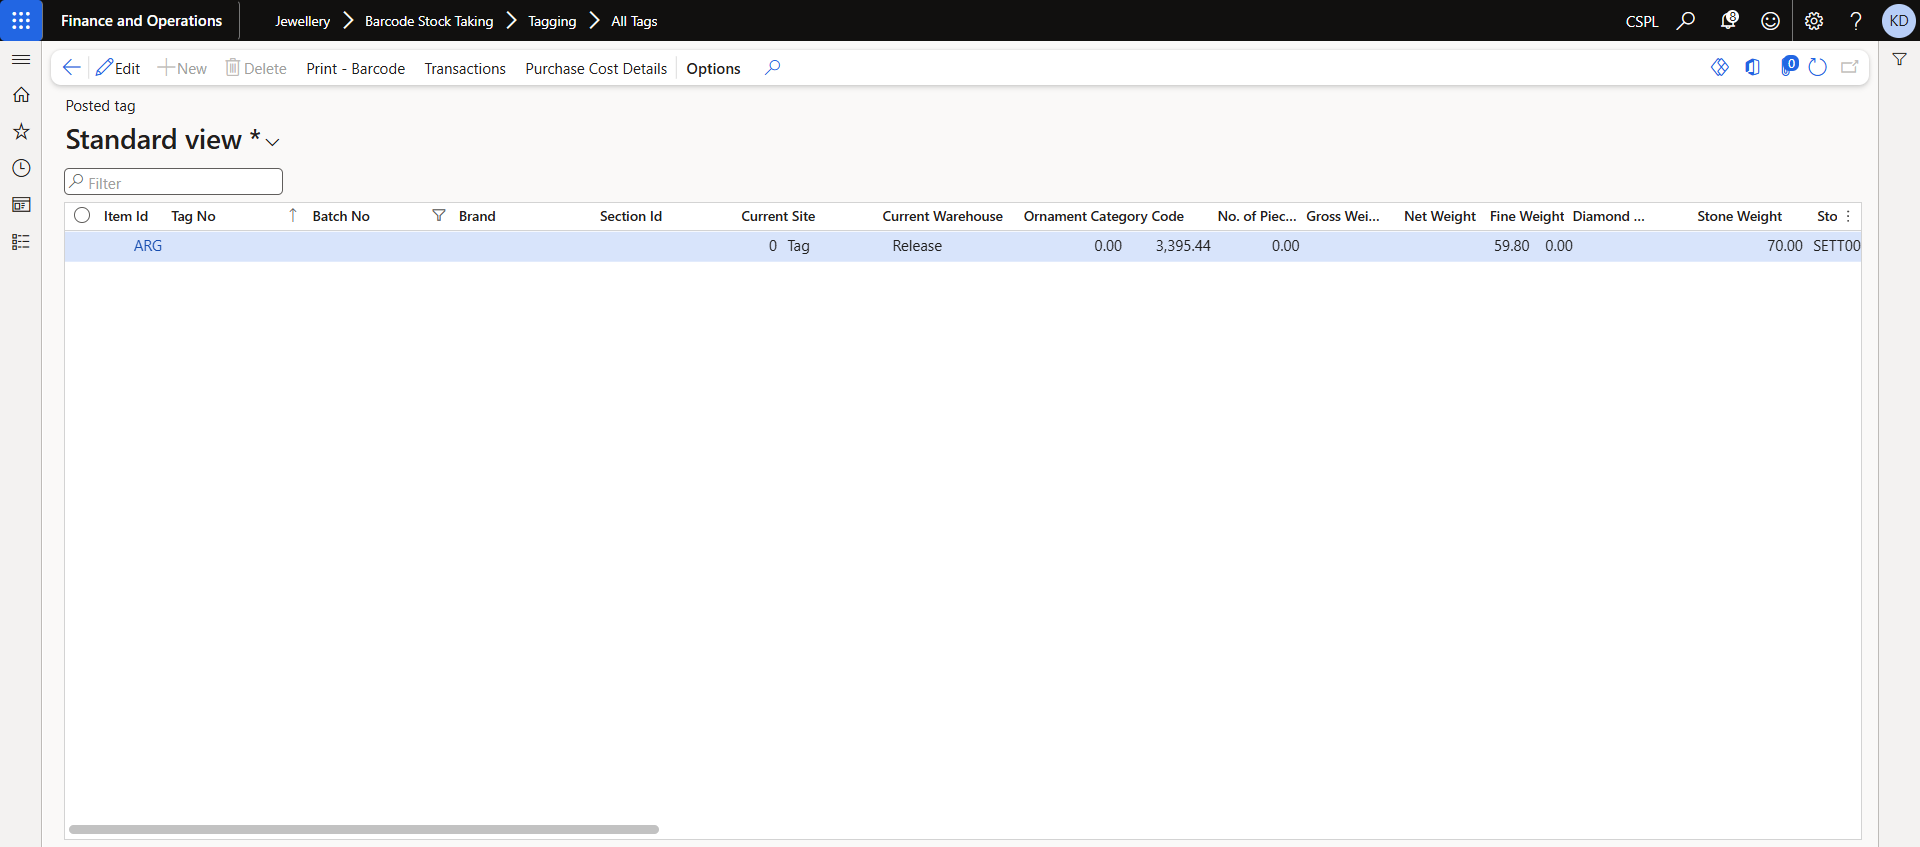 Finance and Operations Jewellery Barcode Stock Taking Tagging All Tags CSPL 8 KD
Edit New Delete Print - Barcode Transactions Purchase Cost Details Options 0
Posted tag
Standard view *
Filter
Item Id Tag No Batch No Brand Section Id Current Site Current Warehouse Ornament Category Code No. of Piec... Gross Wei... Net Weight Fine Weight Diamond ... Stone Weight Sto
ARG 0 Tag Release 0.00 3,395.44 0.00 59.80 0.00 70.00 SETT00